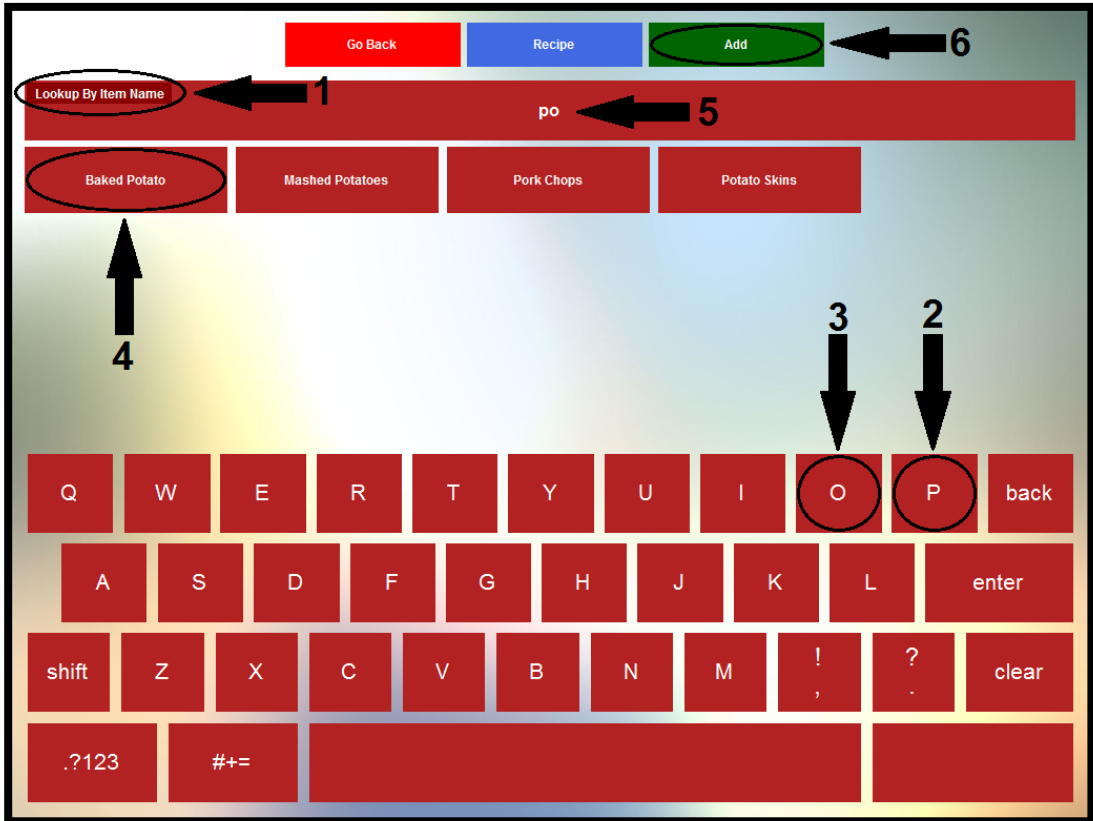 Go Back Recipe Add 6
Lookup By Item Name 1
po 5
Baked Potato Mashed Potatoes Pork Chops Potato Skins
4
3 2
Q W E R T Y U I O P back
A S D F G H J K L enter
shift Z X C V B N M ! , ? . clear
.?123 #+=